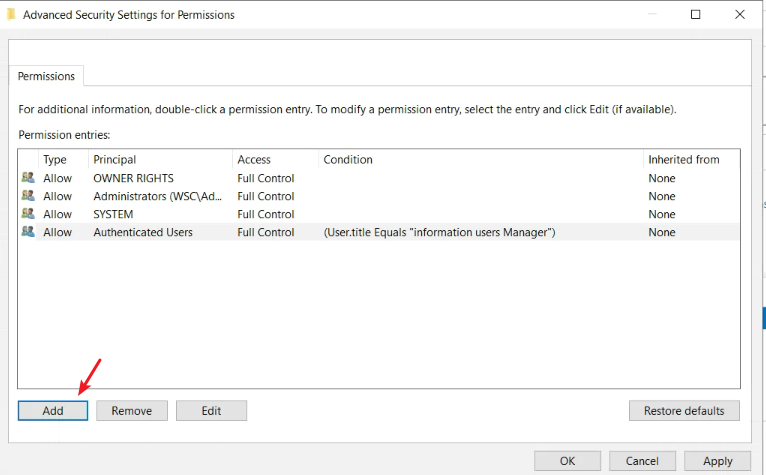 Advanced Security Settings for Permissions
Permissions
For additional information, double-click a permission entry. To modify a permission entry, select the entry and click Edit (if available).
Permission entries:
Type Principal Access Condition Inherited from
Allow OWNER RIGHTS Full Control None
Allow Administrators (WSC\Ad... Full Control None
Allow SYSTEM Full Control None
Allow Authenticated Users Full Control (User.title Equals "information users Manager") None
Add Remove Edit Restore defaults
OK Cancel Apply